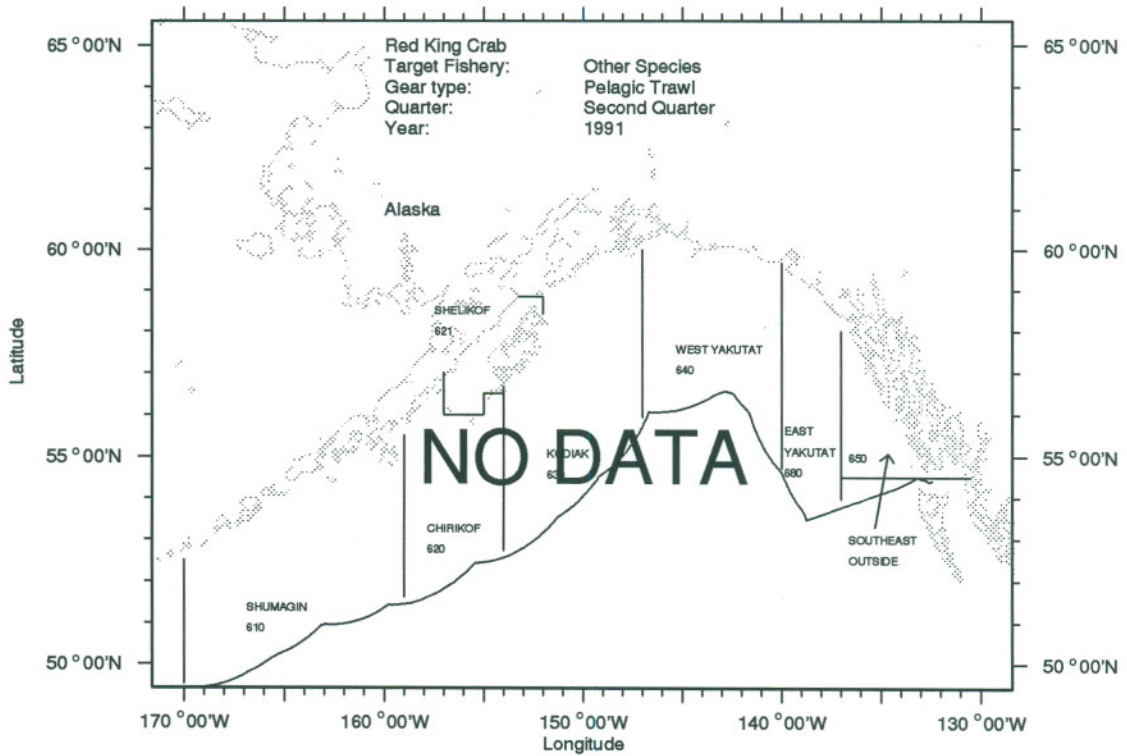 65°00'N 65°00'N
Red King Crab
Target Fishery: Other Species
Gear type: Pelagic Trawl
Quarter: Second Quarter
Year: 1991
Alaska
60°00'N 60°00'N
SHELIKOF
621
WEST YAKUTAT
640
Latitude
NO DATA
KODIAK
EAST
YAKUTAT
680
650
55°00'N 55°00'N
CHIRIKOF
620
SOUTHEAST
OUTSIDE
SHUMAGIN
610
50°00'N 50°00'N
170°00'W 160°00'W 150°00'W 140°00'W 130°00'W
Longitude